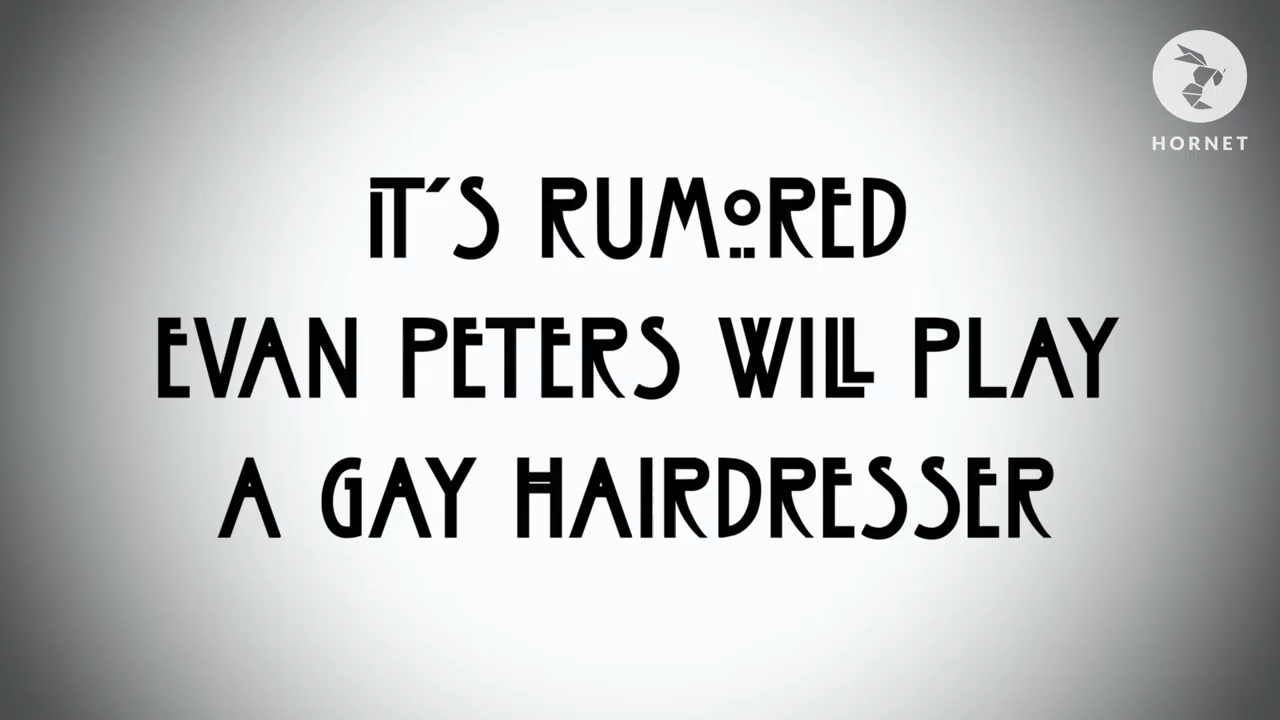 HORNET
IT'S RUMORED
EVAN PETERS WILL PLAY
A GAY HAIRDRESSER